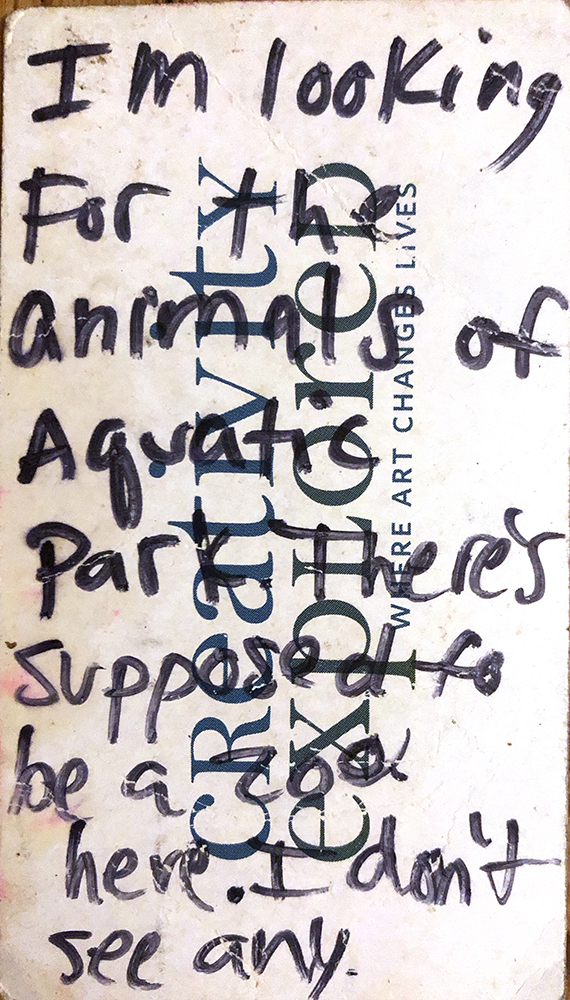 Im looking
For the
animals of
Aquatic
Park. There's
supposed to
be a zoo
here. I don't
see any.
creativity
explored
WHERE ART CHANGES LIVES